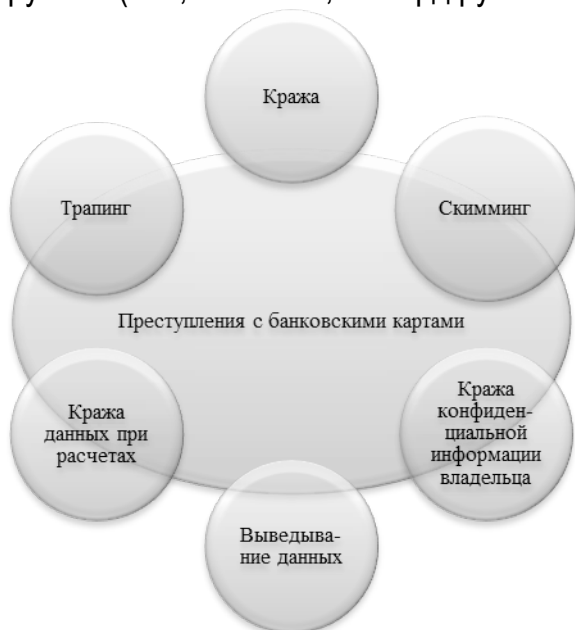 Кража
Трапинг
Скимминг
Преступления с банковскими картами
Кража
данных при
расчетах
Кража
конфиден-
циальной
информации
владельца
Выведыва-
ние данных